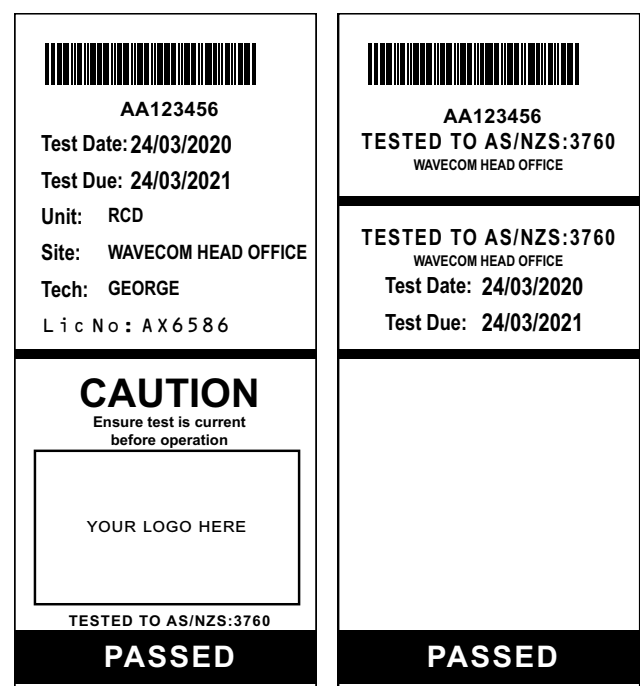 AA123456
Test Date: 24/03/2020
Test Due: 24/03/2021
Unit: RCD
Site: WAVECOM HEAD OFFICE
Tech: GEORGE
LicNo: AX6586
CAUTION
Ensure test is current
before operation
YOUR LOGO HERE
TESTED TO AS/NZS:3760
PASSED
AA123456
TESTED TO AS/NZS:3760
WAVECOM HEAD OFFICE
TESTED TO AS/NZS:3760
WAVECOM HEAD OFFICE
Test Date: 24/03/2020
Test Due: 24/03/2021
PASSED